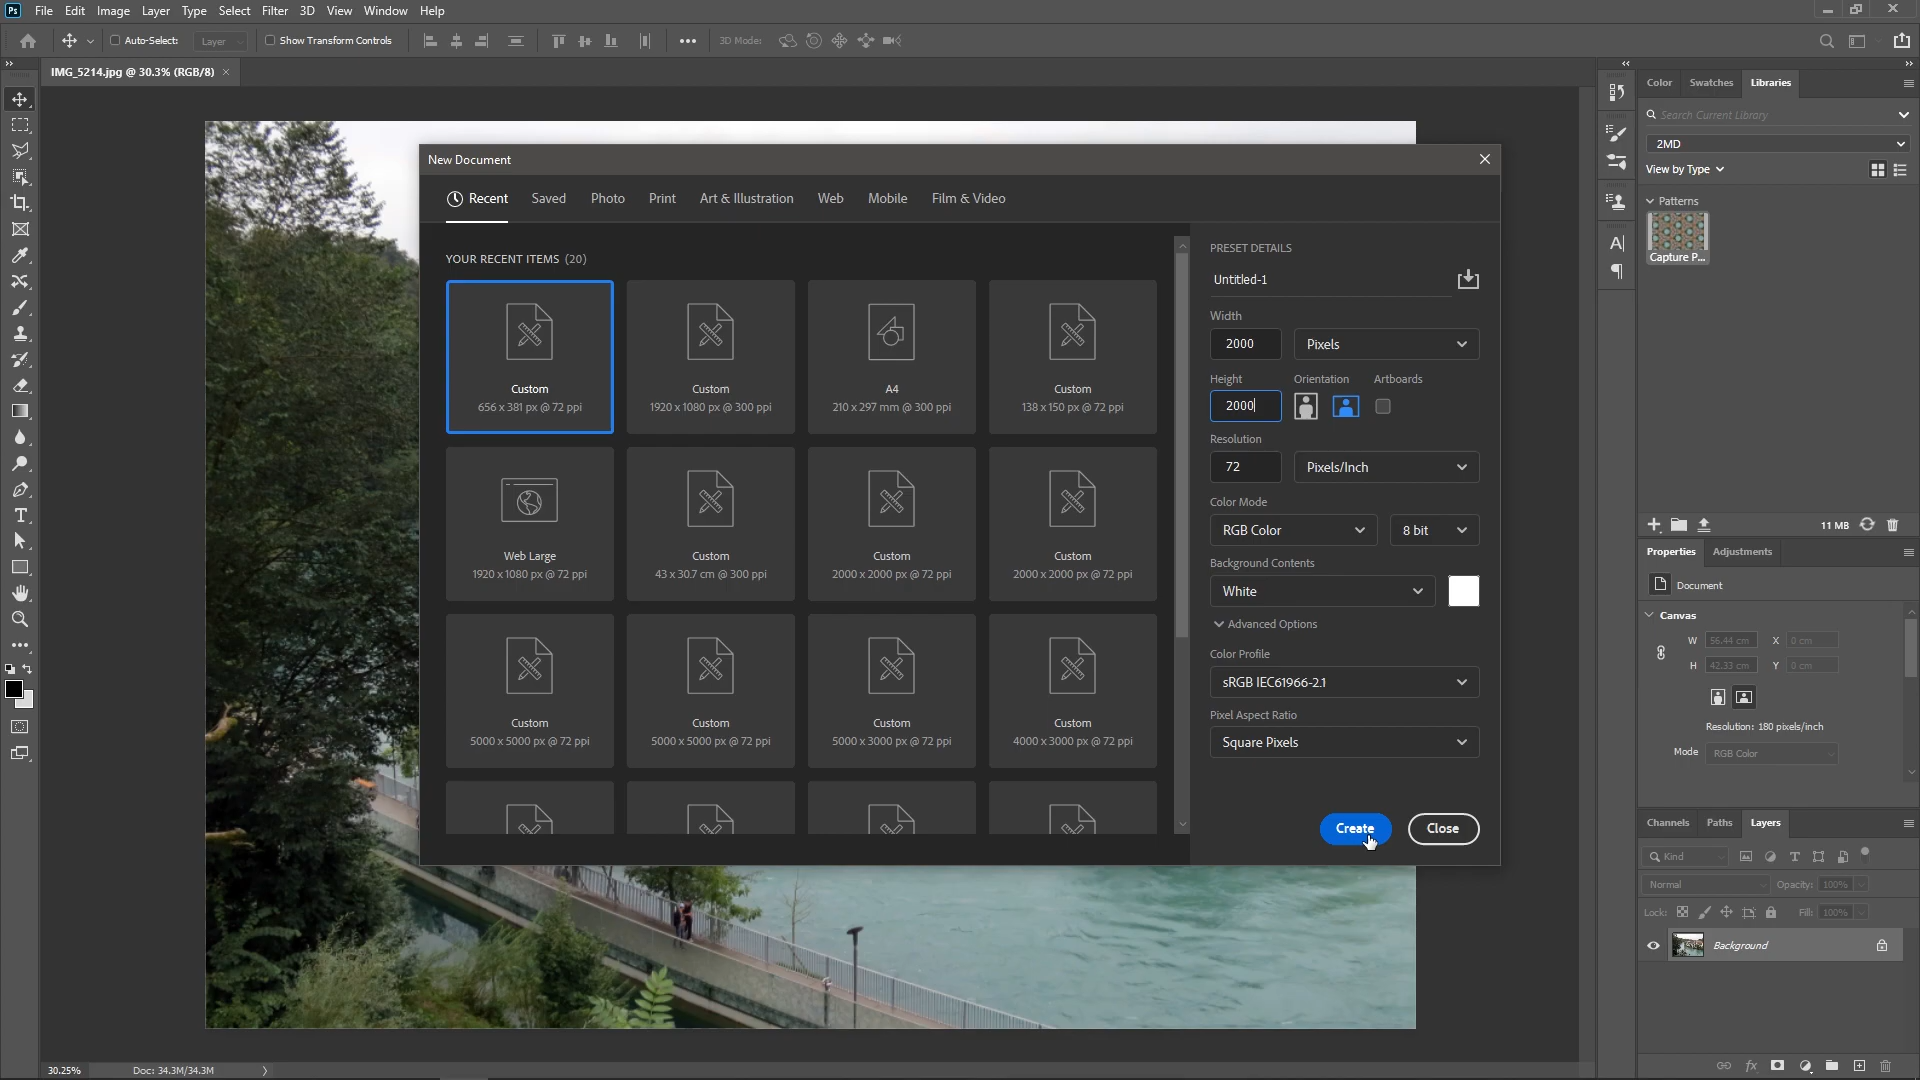 Ps File Edit Image Layer Type Select Filter 3D View Window Help
Auto-Select: Layer Show Transform Controls 3D Mode:
IMG_5214.jpg @ 30.3% (RGB/8) ×
Color Swatches Libraries
Search Current Library
2MD
View by Type
Patterns
Capture P...
New Document
Recent Saved Photo Print Art & Illustration Web Mobile Film & Video
YOUR RECENT ITEMS (20)
Custom
656 x 381 px @ 72 ppi
Custom
1920 x 1080 px @ 300 ppi
A4
210 x 297 mm @ 300 ppi
Custom
138 x 150 px @ 72 ppi
Web Large
1920 x 1080 px @ 72 ppi
Custom
43 x 30.7 cm @ 300 ppi
Custom
2000 x 2000 px @ 72 ppi
Custom
2000 x 2000 px @ 72 ppi
Custom
5000 x 5000 px @ 72 ppi
Custom
5000 x 5000 px @ 72 ppi
Custom
5000 x 3000 px @ 72 ppi
Custom
4000 x 3000 px @ 72 ppi
PRESET DETAILS
Untitled-1
Width
2000 Pixels
Height Orientation Artboards
2000
Resolution
72 Pixels/Inch
Color Mode
RGB Color 8 bit
Background Contents
White
Advanced Options
Color Profile
sRGB IEC61966-2.1
Pixel Aspect Ratio
Square Pixels
Create Close
11 MB
Properties Adjustments
Document
Canvas
W 56.44 cm X 0 cm
H 42.33 cm Y 0 cm
Resolution: 180 pixels/inch
Mode RGB Color
Channels Paths Layers
Kind
Normal Opacity: 100%
Lock: Fill: 100%
Background
fx
30.25% Doc: 34.3M/34.3M